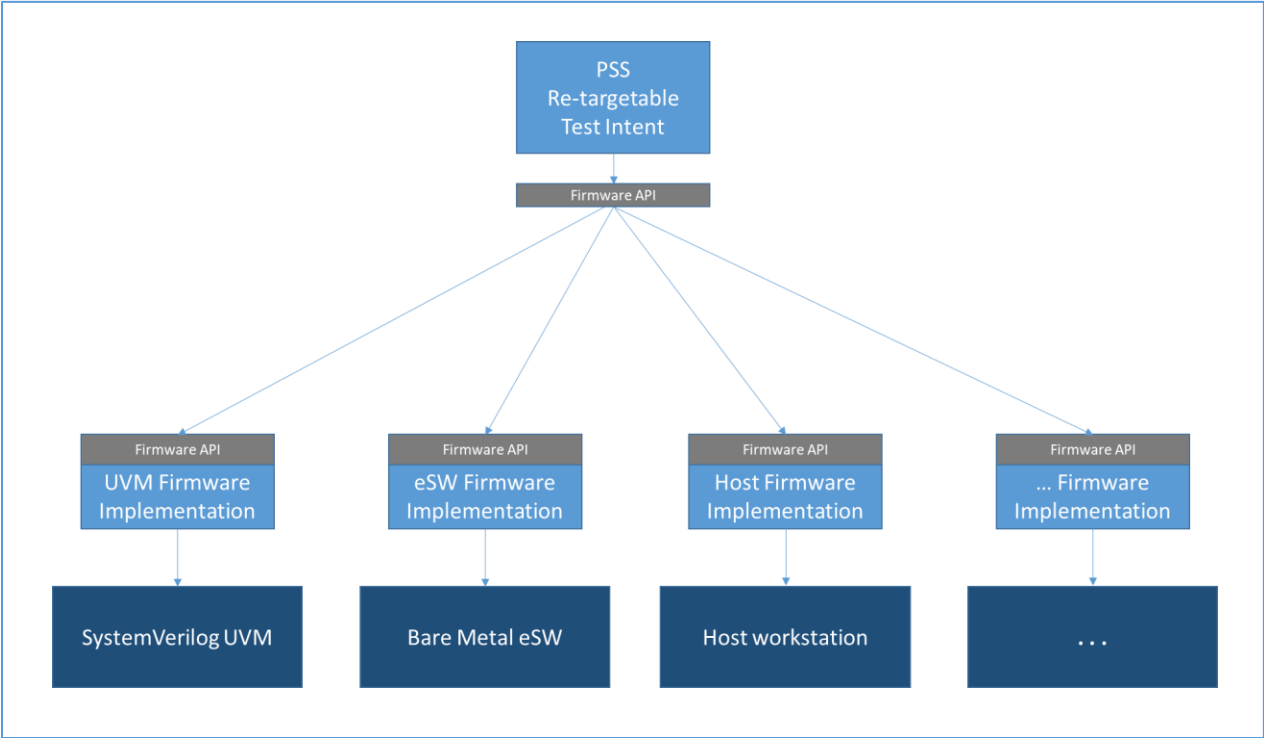 PSS
Re-targetable
Test Intent
Firmware API
Firmware API
Firmware API
Firmware API
Firmware API
UVM Firmware
Implementation
eSW Firmware
Implementation
Host Firmware
Implementation
... Firmware
Implementation
SystemVerilog UVM
Bare Metal eSW
Host workstation
...